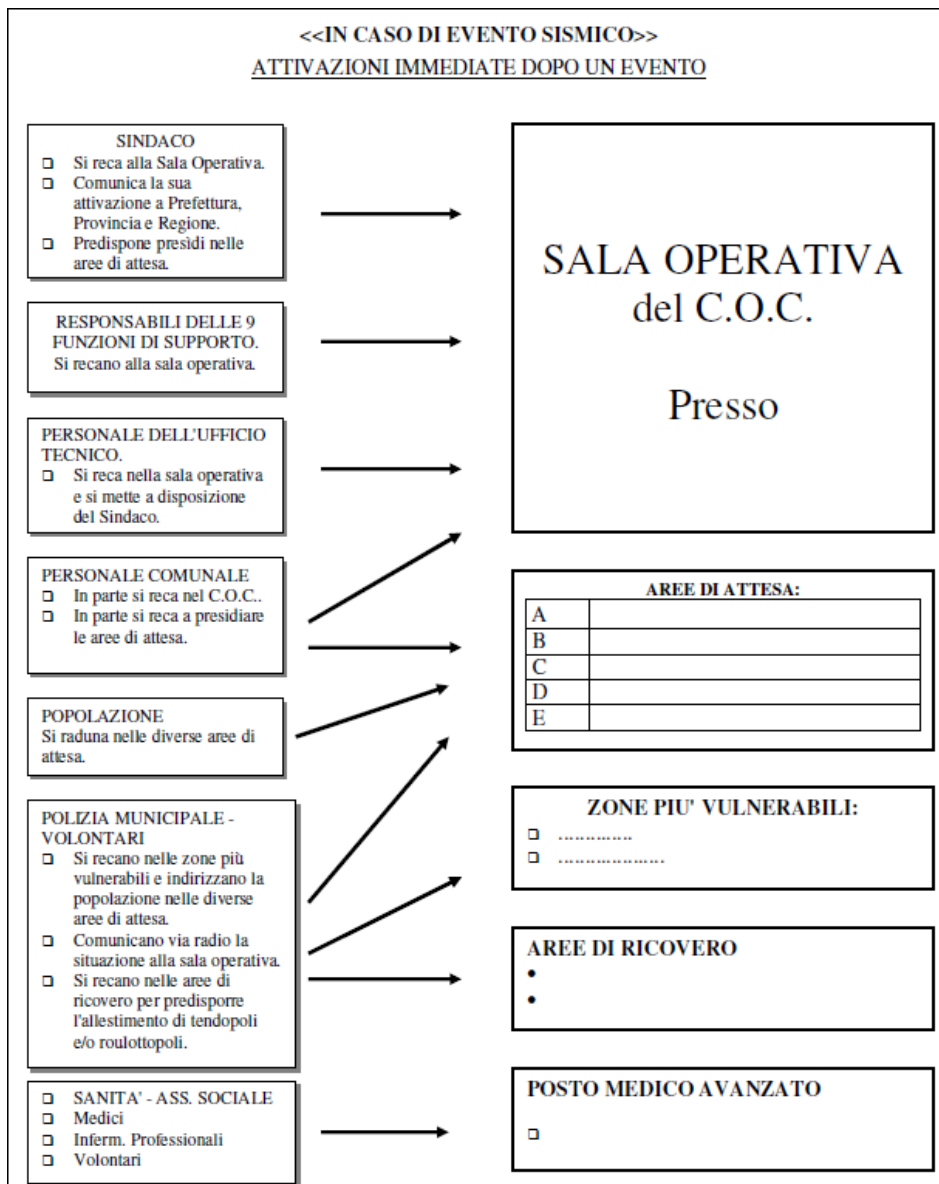 <<IN CASO DI EVENTO SISMICO>>
ATTIVAZIONI IMMEDIATE DOPO UN EVENTO
SINDACO
❑ Si reca alla Sala Operativa.
❑ Comunica la sua
attivazione a Prefettura,
Provincia e Regione.
❑ Predispone presìdi nelle
aree di attesa.
RESPONSABILI DELLE 9
FUNZIONI DI SUPPORTO.
Si recano alla sala operativa.
PERSONALE DELL'UFFICIO
TECNICO.
❑ Si reca nella sala operativa
e si mette a disposizione
del Sindaco.
PERSONALE COMUNALE
❑ In parte si reca nel C.O.C..
❑ In parte si reca a presidiare
le aree di attesa.
POPOLAZIONE
Si raduna nelle diverse aree di
attesa.
POLIZIA MUNICIPALE -
VOLONTARI
❑ Si recano nelle zone più
vulnerabili e indirizzano la
popolazione nelle diverse
aree di attesa.
❑ Comunicano via radio la
situazione alla sala operativa.
❑ Si recano nelle aree di
ricovero per predisporre
l'allestimento di tendopoli
e/o roulottopoli.
❑ SANITA' - ASS. SOCIALE
❑ Medici
❑ Inferm. Professionali
❑ Volontari
SALA OPERATIVA
del C.O.C.
Presso
AREE DI ATTESA:
A
B
C
D
E
ZONE PIU' VULNERABILI:
❑ ..............
❑ ....................
AREE DI RICOVERO
•
•
POSTO MEDICO AVANZATO
❑